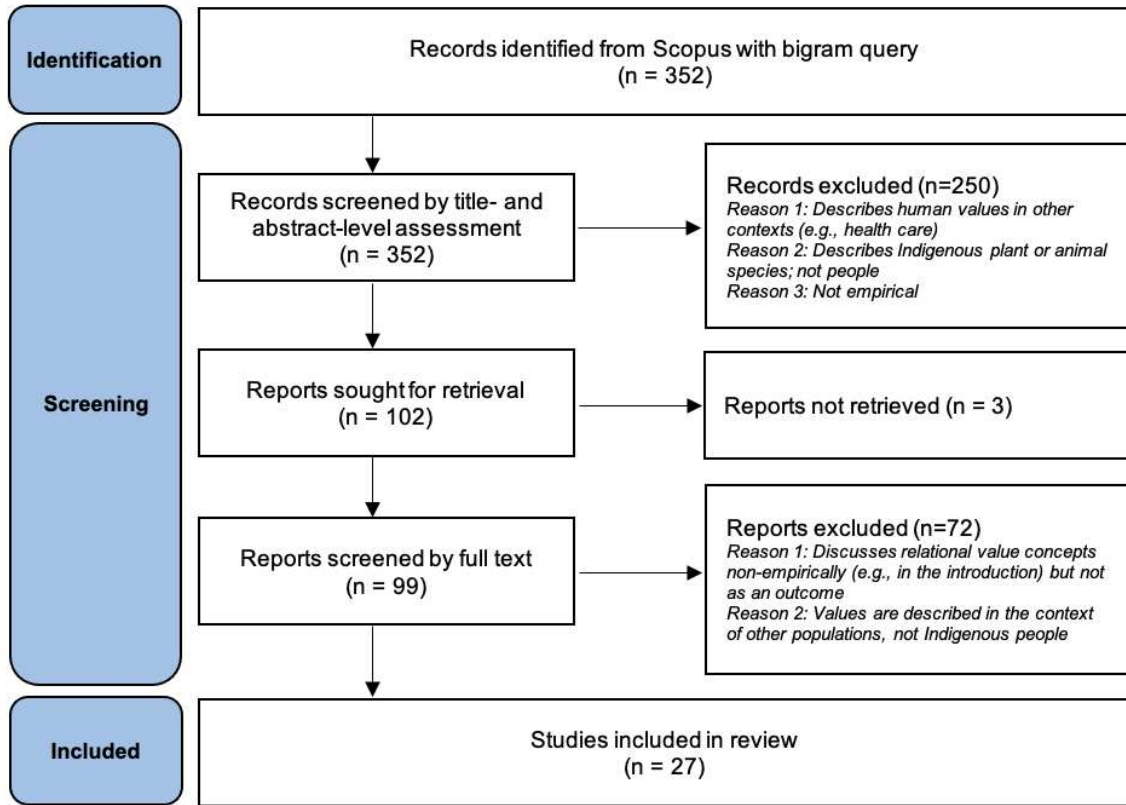 Identification
Records identified from Scopus with bigram query
(n = 352)
Screening
Records screened by title- and
abstract-level assessment
(n = 352)
Records excluded (n=250)
Reason 1: Describes human values in other
contexts (e.g., health care)
Reason 2: Describes Indigenous plant or animal
species; not people
Reason 3: Not empirical
Reports sought for retrieval
(n = 102)
Reports not retrieved (n = 3)
Reports screened by full text
(n = 99)
Reports excluded (n=72)
Reason 1: Discusses relational value concepts
non-empirically (e.g., in the introduction) but not
as an outcome
Reason 2: Values are described in the context
of other populations, not Indigenous people
Included
Studies included in review
(n = 27)